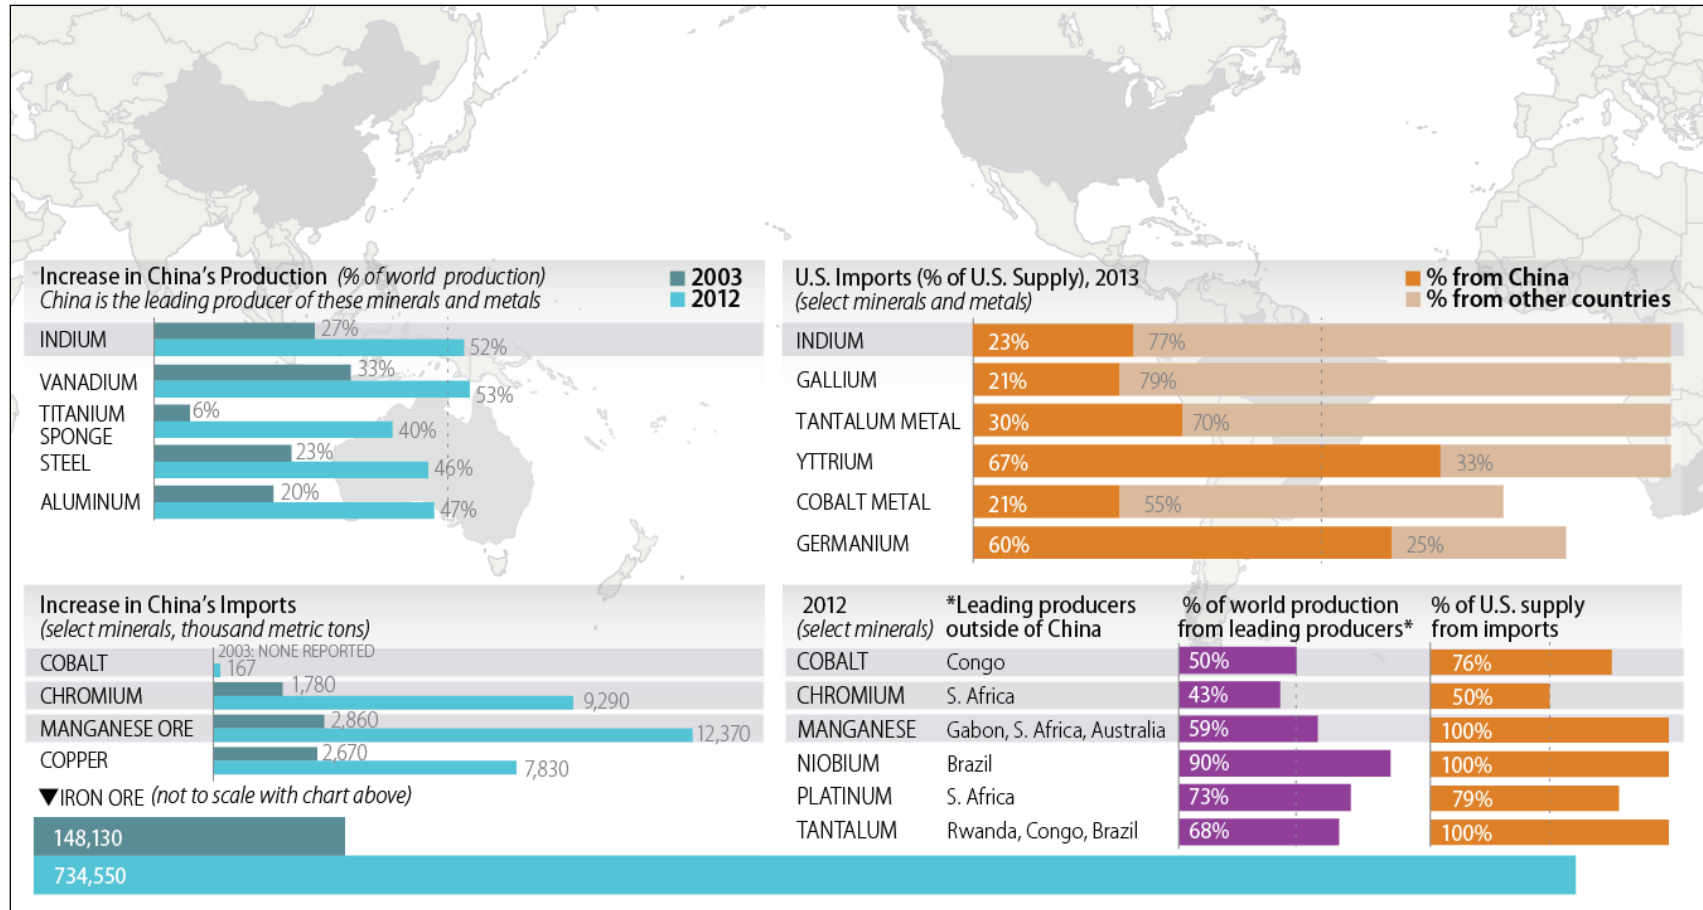 Increase in China's Production (% of world production)
China is the leading producer of these minerals and metals
2003
2012
INDIUM
27%
52%
VANADIUM
33%
53%
TITANIUM
SPONGE
6%
40%
STEEL
23%
46%
ALUMINUM
20%
47%
U.S. Imports (% of U.S. Supply), 2013
(select minerals and metals)
% from China
% from other countries
INDIUM 23% 77%
GALLIUM 21% 79%
TANTALUM METAL 30% 70%
YTTRIUM 67% 33%
COBALT METAL 21% 55%
GERMANIUM 60% 25%
Increase in China's Imports
(select minerals, thousand metric tons)
COBALT
2003: NONE REPORTED
167
CHROMIUM
1,780
9,290
MANGANESE ORE
2,860
12,370
COPPER
2,670
7,830
▼IRON ORE (not to scale with chart above)
148,130
734,550
2012
(select minerals)
*Leading producers
outside of China
% of world production
from leading producers*
% of U.S. supply
from imports
COBALT Congo 50% 76%
CHROMIUM S. Africa 43% 50%
MANGANESE Gabon, S. Africa, Australia 59% 100%
NIOBIUM Brazil 90% 100%
PLATINUM S. Africa 73% 79%
TANTALUM Rwanda, Congo, Brazil 68% 100%